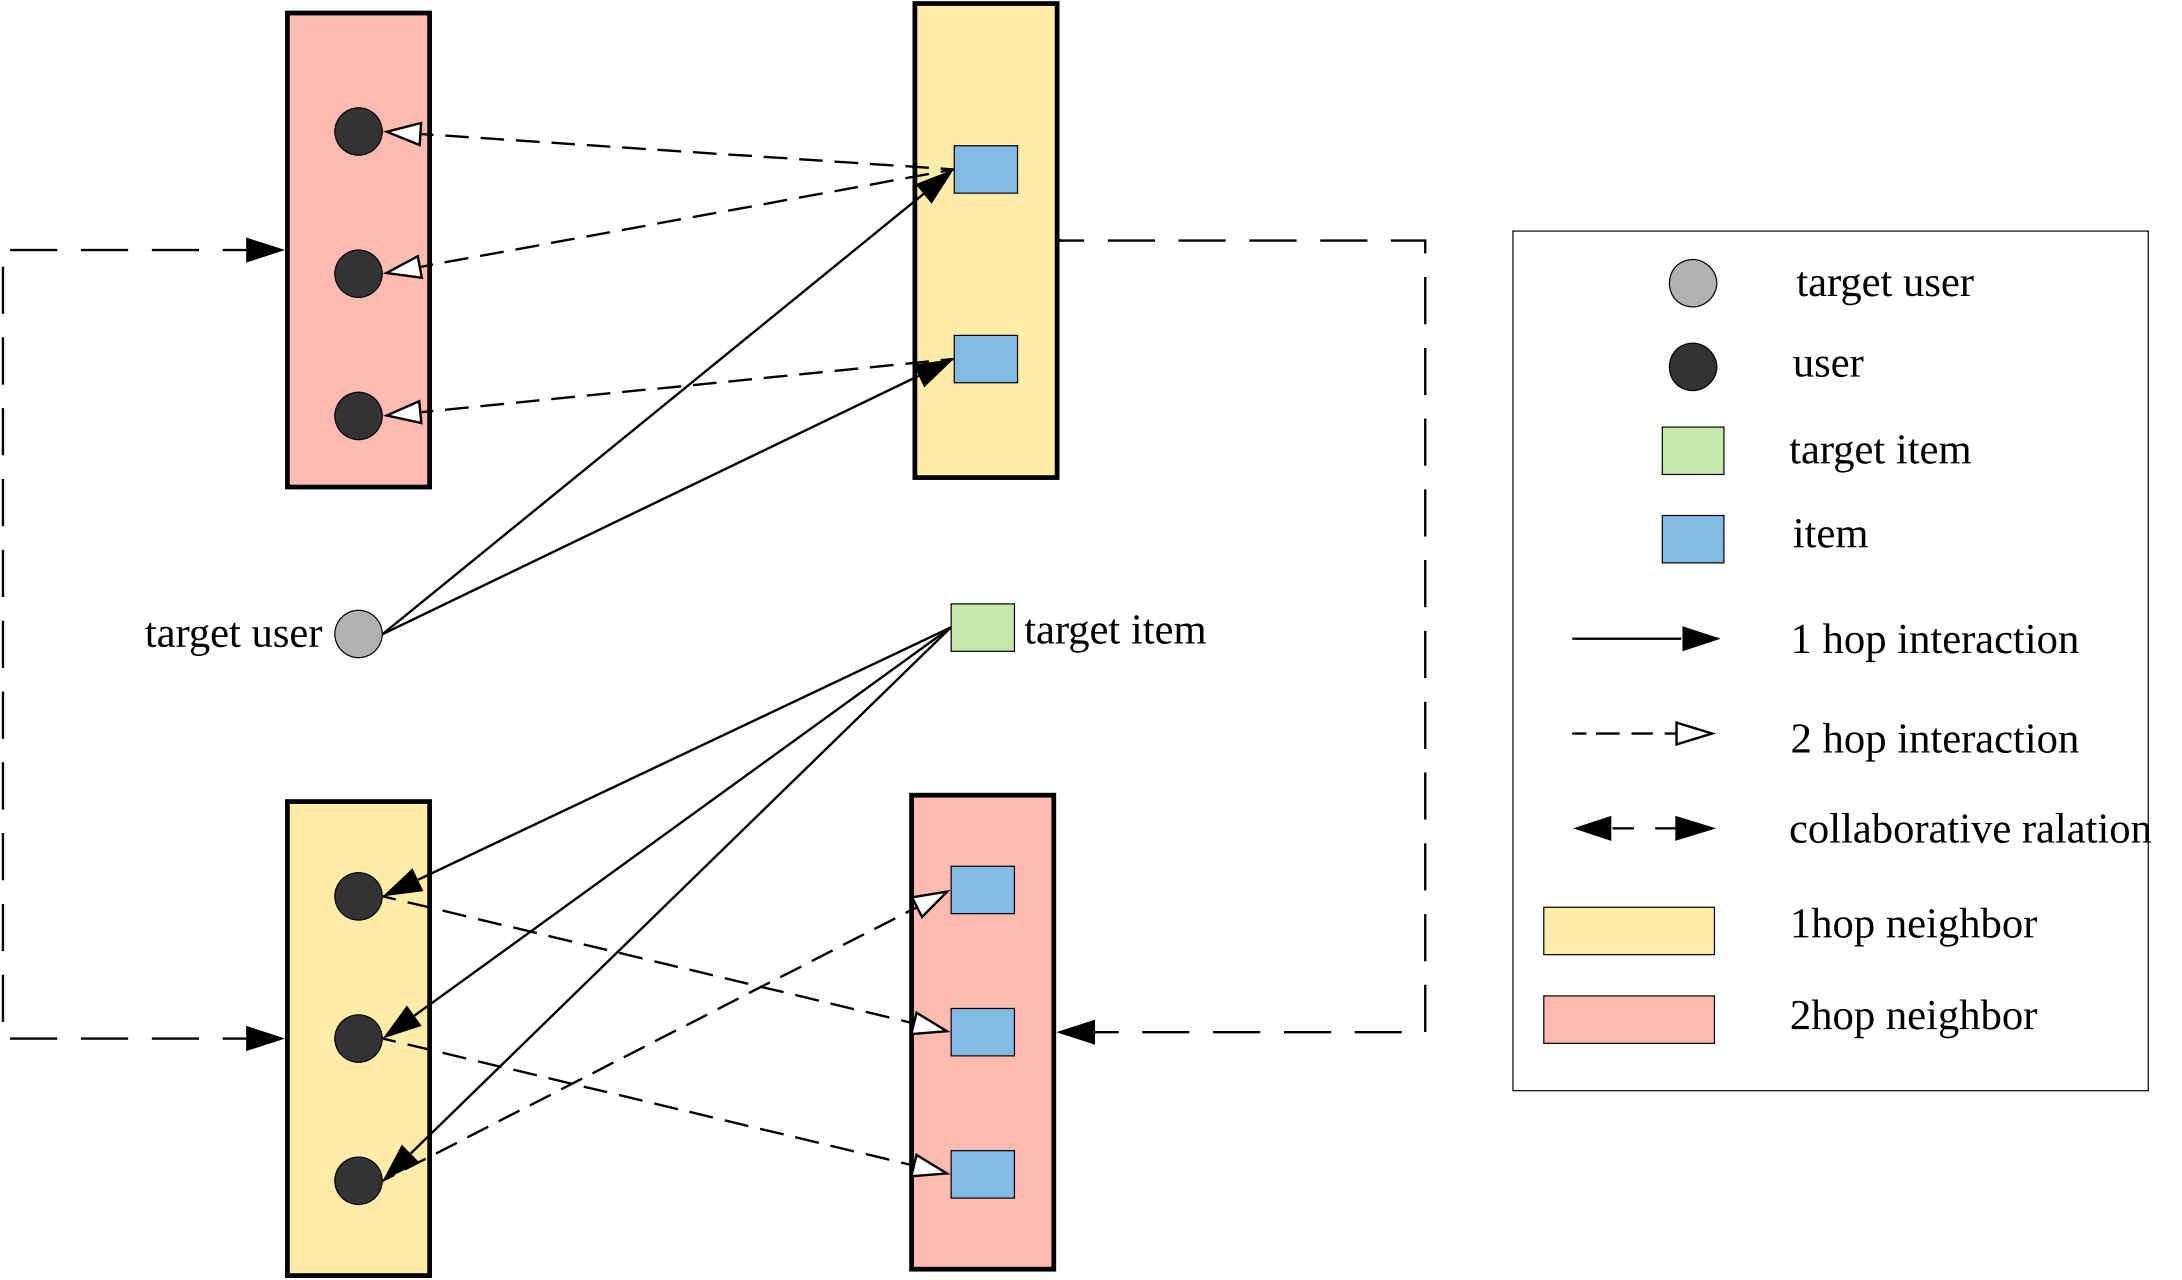 target user
target item
target user
user
target item
item
1 hop interaction
2 hop interaction
collaborative ralation
1hop neighbor
2hop neighbor